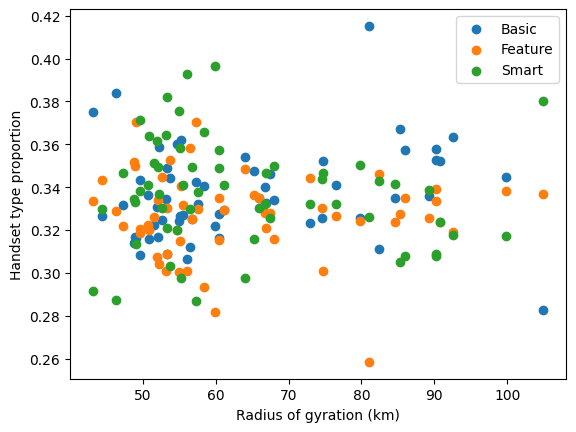 0.42
0.40
0.38
0.36
0.34
0.32
0.30
0.28
0.26
Handset type proportion
Basic
Feature
Smart
50 60 70 80 90 100
Radius of gyration (km)